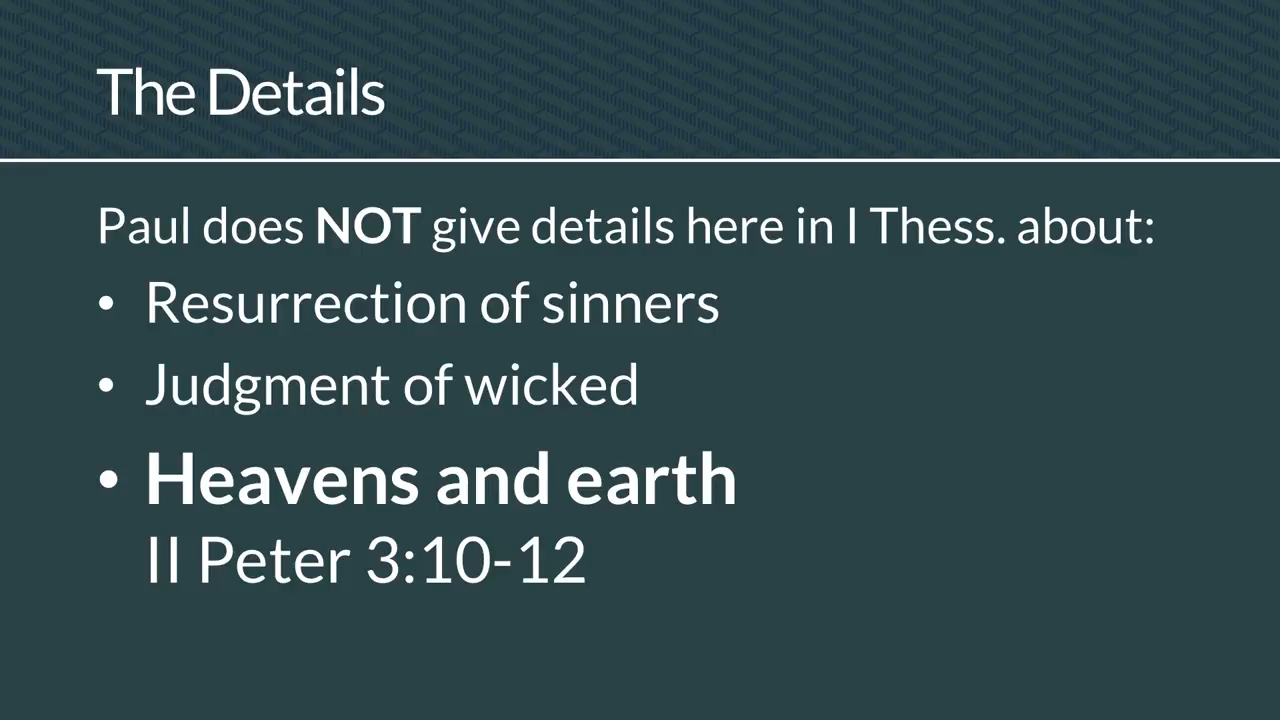 The Details
Paul does NOT give details here in I Thess. about:
• Resurrection of sinners
• Judgment of wicked
• Heavens and earth
II Peter 3:10-12